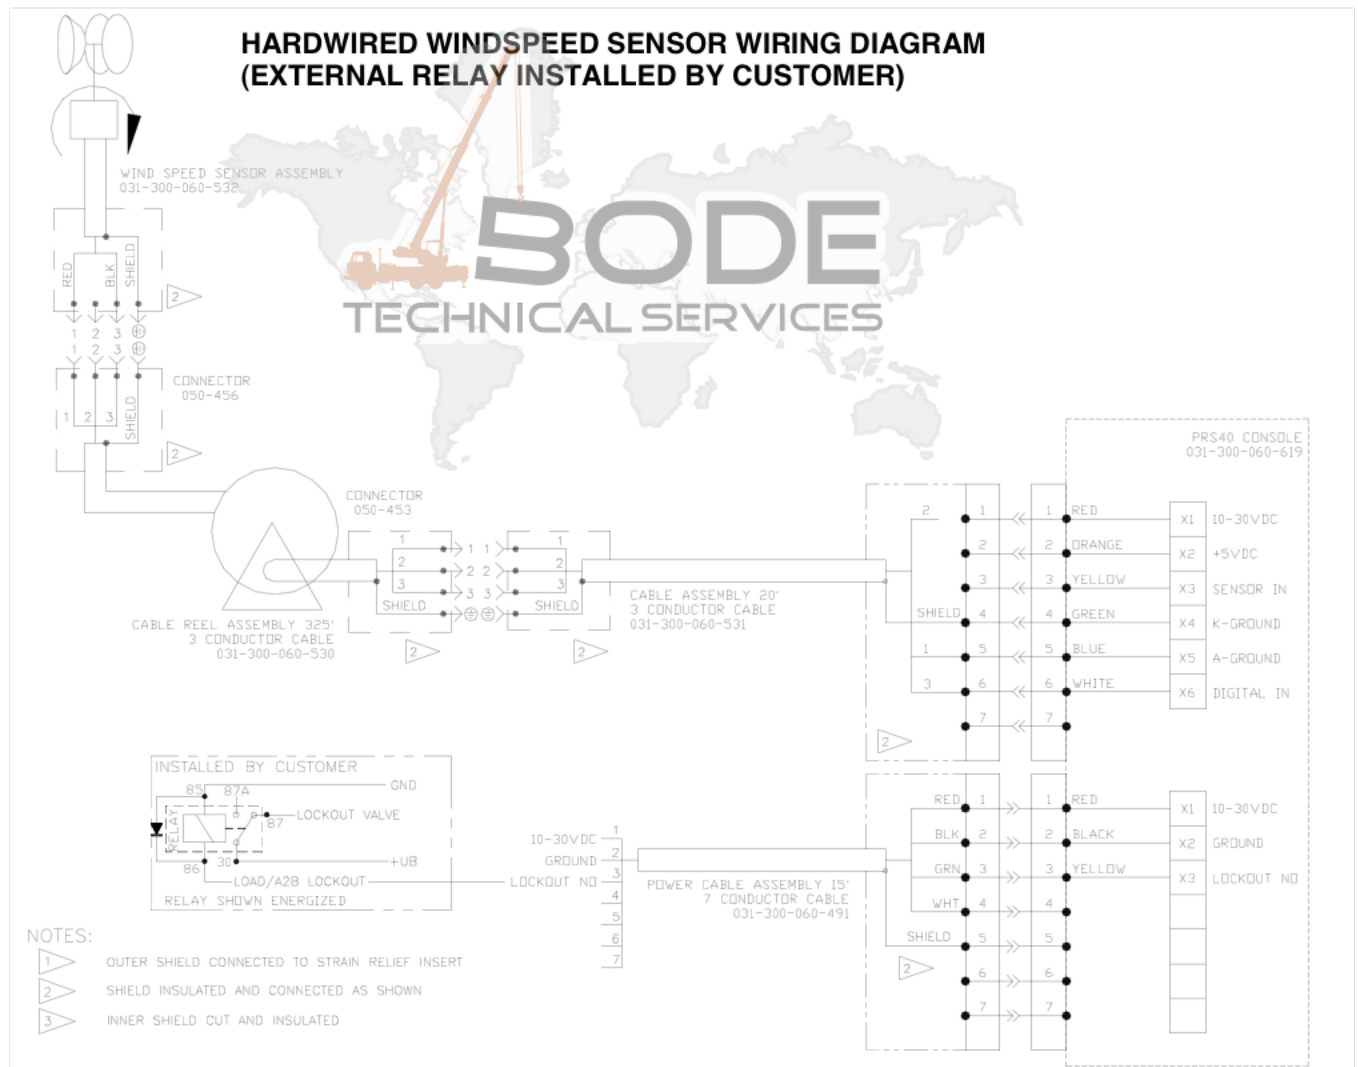 HARDWIRED WINDSPEED SENSOR WIRING DIAGRAM
(EXTERNAL RELAY INSTALLED BY CUSTOMER)
WIND SPEED SENSOR ASSEMBLY
031-300-060-532
BODE
TECHNICAL SERVICES
RED
BLK
SHIELD
2
1 2 3
1 2 3
CONNECTOR
050-456
1 2 3
SHIELD
2
CONNECTOR
050-453
1
2
3
SHIELD
1 1
2 2
3 3
1
2
3
SHIELD
2
2
CABLE REEL ASSEMBLY 325'
3 CONDUCTOR CABLE
031-300-060-530
CABLE ASSEMBLY 20'
3 CONDUCTOR CABLE
031-300-060-531
PRS40 CONSOLE
031-300-060-619
2 1 1 RED X1 10-30VDC
2 2 ORANGE X2 +5VDC
3 3 YELLOW X3 SENSOR IN
SHIELD 4 4 GREEN X4 K-GROUND
1 5 5 BLUE X5 A-GROUND
3 6 6 WHITE X6 DIGITAL IN
7 7
2
INSTALLED BY CUSTOMER
85 87A GND
RELAY
87 LOCKOUT VALVE
86 30 +UB
LOAD/A2B LOCKOUT
RELAY SHOWN ENERGIZED
10-30VDC 1
GROUND 2
LOCKOUT NO 3
4
5
6
7
POWER CABLE ASSEMBLY 15'
7 CONDUCTOR CABLE
031-300-060-491
RED 1 1 RED X1 10-30VDC
BLK 2 2 BLACK X2 GROUND
GRN 3 3 YELLOW X3 LOCKOUT NO
WHT 4 4
SHIELD 5 5
2
6 6
7 7
NOTES:
1 OUTER SHIELD CONNECTED TO STRAIN RELIEF INSERT
2 SHIELD INSULATED AND CONNECTED AS SHOWN
3 INNER SHIELD CUT AND INSULATED